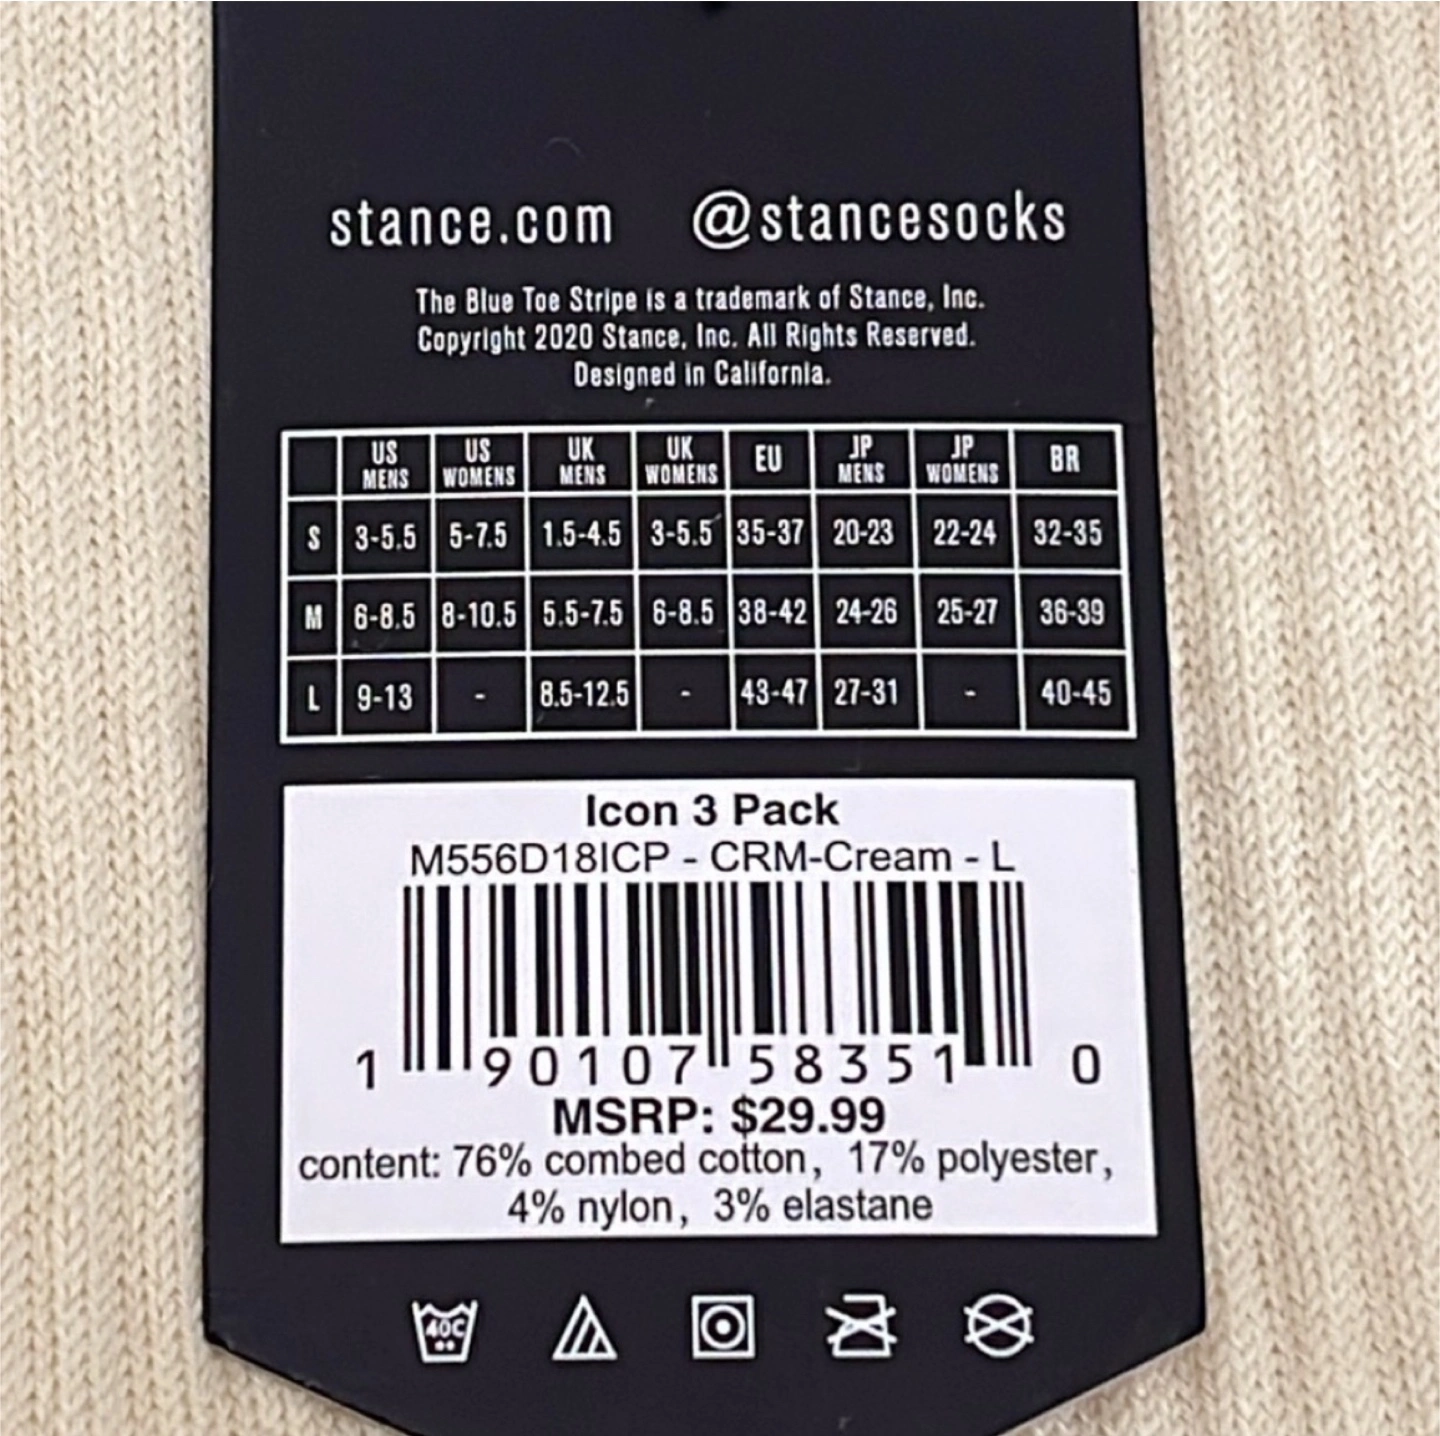 stance.com @stancesocks
The Blue Toe Stripe is a trademark of Stance, Inc.
Copyright 2020 Stance, Inc. All Rights Reserved.
Designed in California.
US MENS US WOMENS UK MENS UK WOMENS EU JP MENS JP WOMENS BR
S 3-5.5 5-7.5 1.5-4.5 3-5.5 35-37 20-23 22-24 32-35
M 6-8.5 8-10.5 5.5-7.5 6-8.5 38-42 24-26 25-27 36-39
L 9-13 - 8.5-12.5 - 43-47 27-31 - 40-45
Icon 3 Pack
M556D18ICP - CRM-Cream - L
1 90107 58351 0
MSRP: $29.99
content: 76% combed cotton, 17% polyester,
4% nylon, 3% elastane
40C